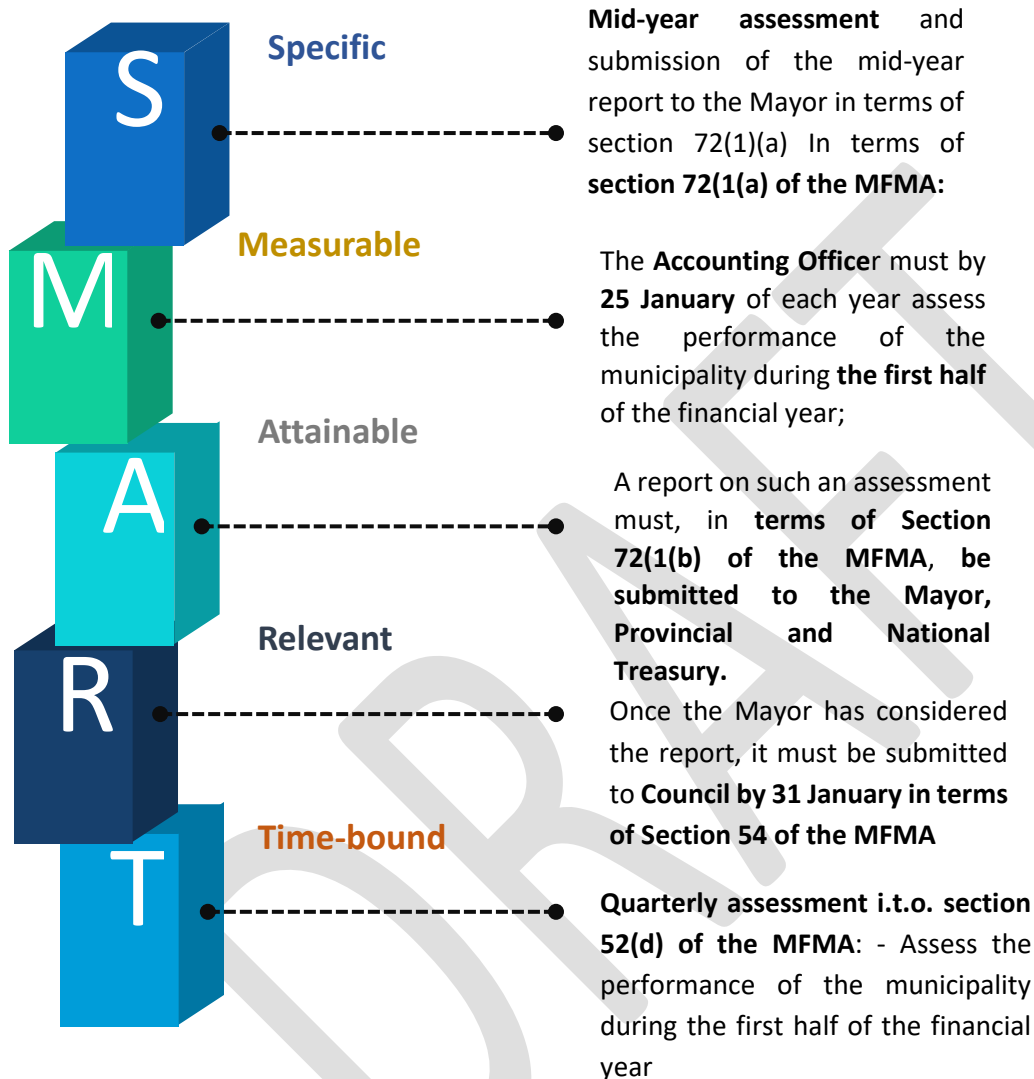 S
Specific
Mid-year assessment and
submission of the mid-year
report to the Mayor in terms of
section 72(1)(a) In terms of
section 72(1(a) of the MFMA:
M
Measurable
The Accounting Officer must by
25 January of each year assess
the performance of the
municipality during the first half
of the financial year;
A
Attainable
A report on such an assessment
must, in terms of Section
72(1(b) of the MFMA, be
submitted to the Mayor,
Provincial and National
Treasury.
R
Relevant
Once the Mayor has considered
the report, it must be submitted
to Council by 31 January in terms
of Section 54 of the MFMA
T
Time-bound
Quarterly assessment i.t.o. section
52(d) of the MFMA: - Assess the
performance of the municipality
during the first half of the financial
year
DRAFT